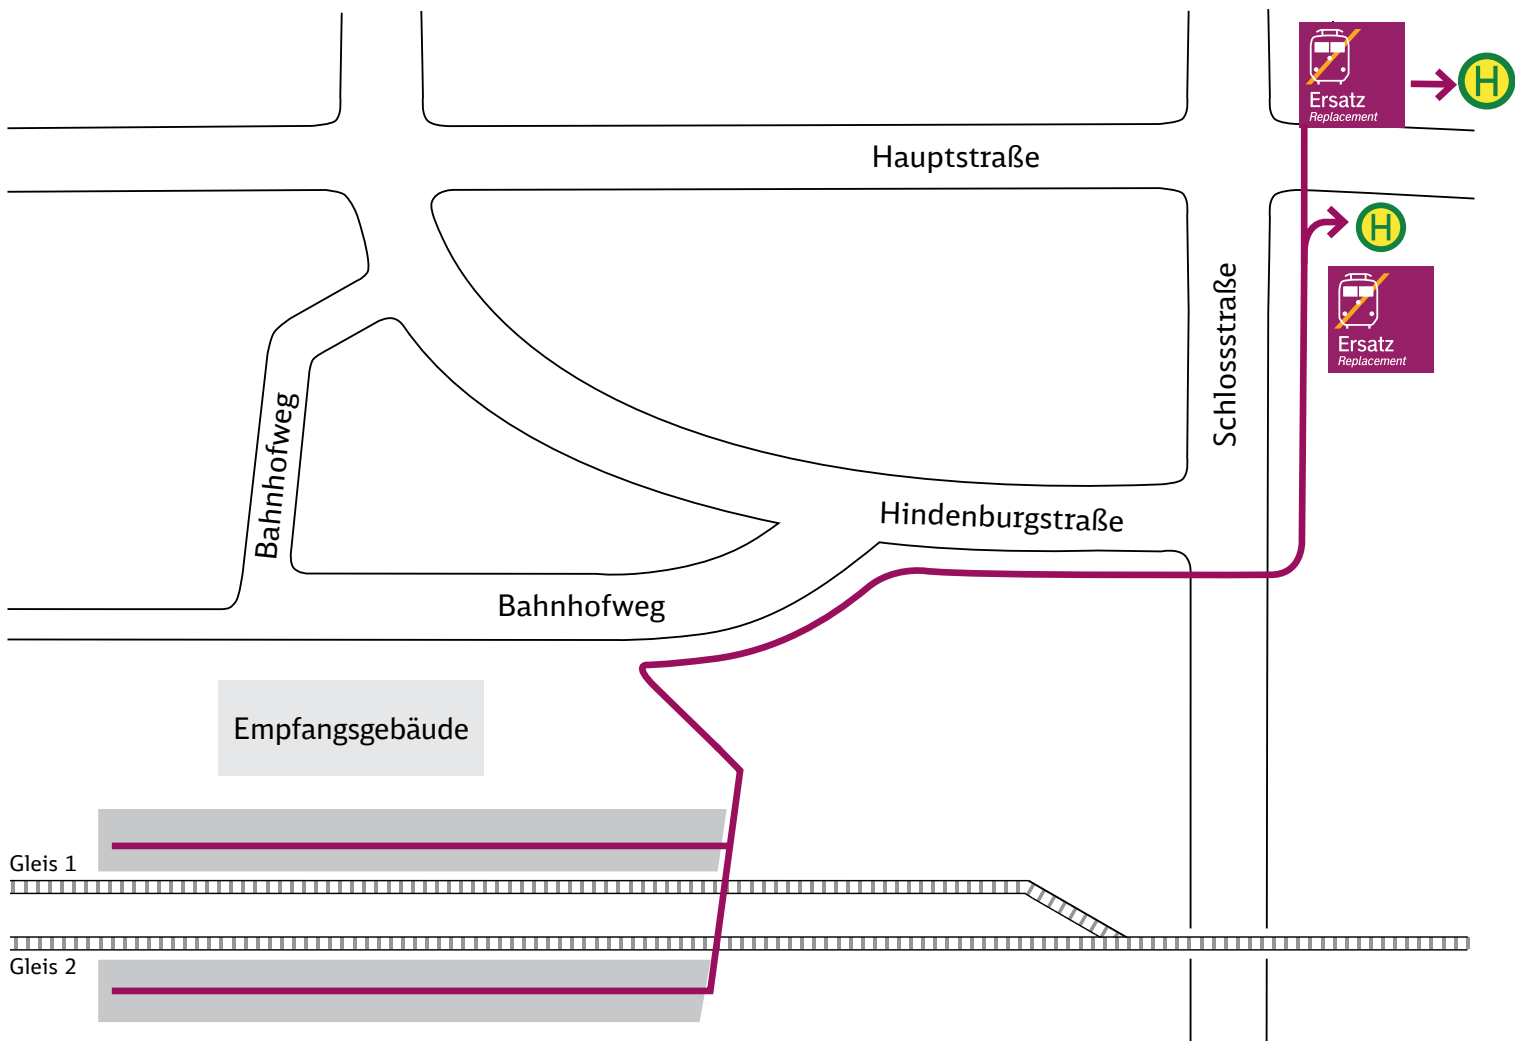 Ersatz
Replacement
H
Hauptstraße
H
Ersatz
Replacement
Schlossstraße
Bahnhofweg
Hindenburgstraße
Bahnhofweg
Empfangsgebäude
Gleis 1
Gleis 2